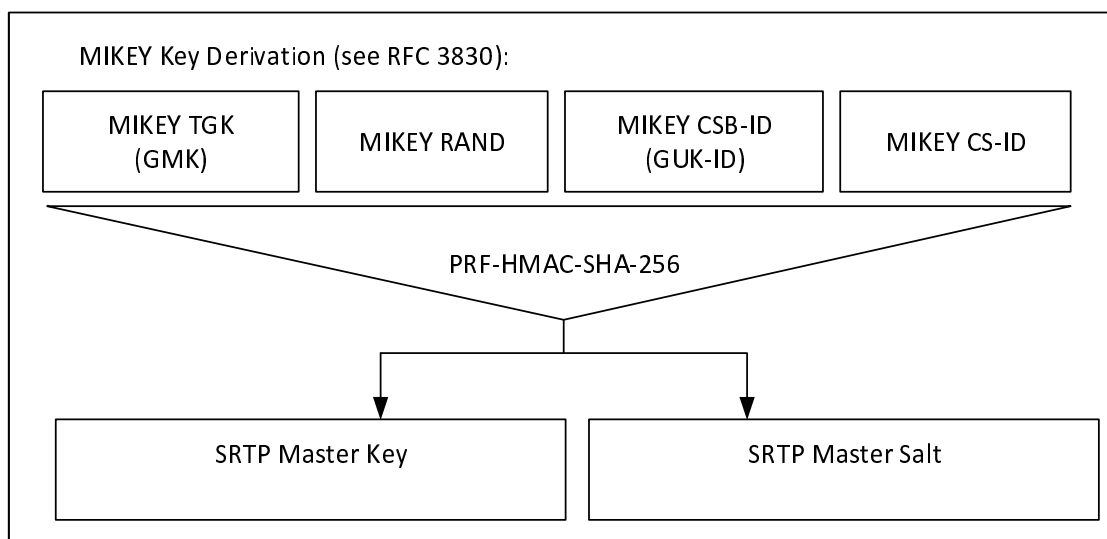 MIKEY Key Derivation (see RFC 3830):
MIKEY TGK
(GMK)
MIKEY RAND
MIKEY CSB-ID
(GUK-ID)
MIKEY CS-ID
PRF-HMAC-SHA-256
SRTP Master Key
SRTP Master Salt